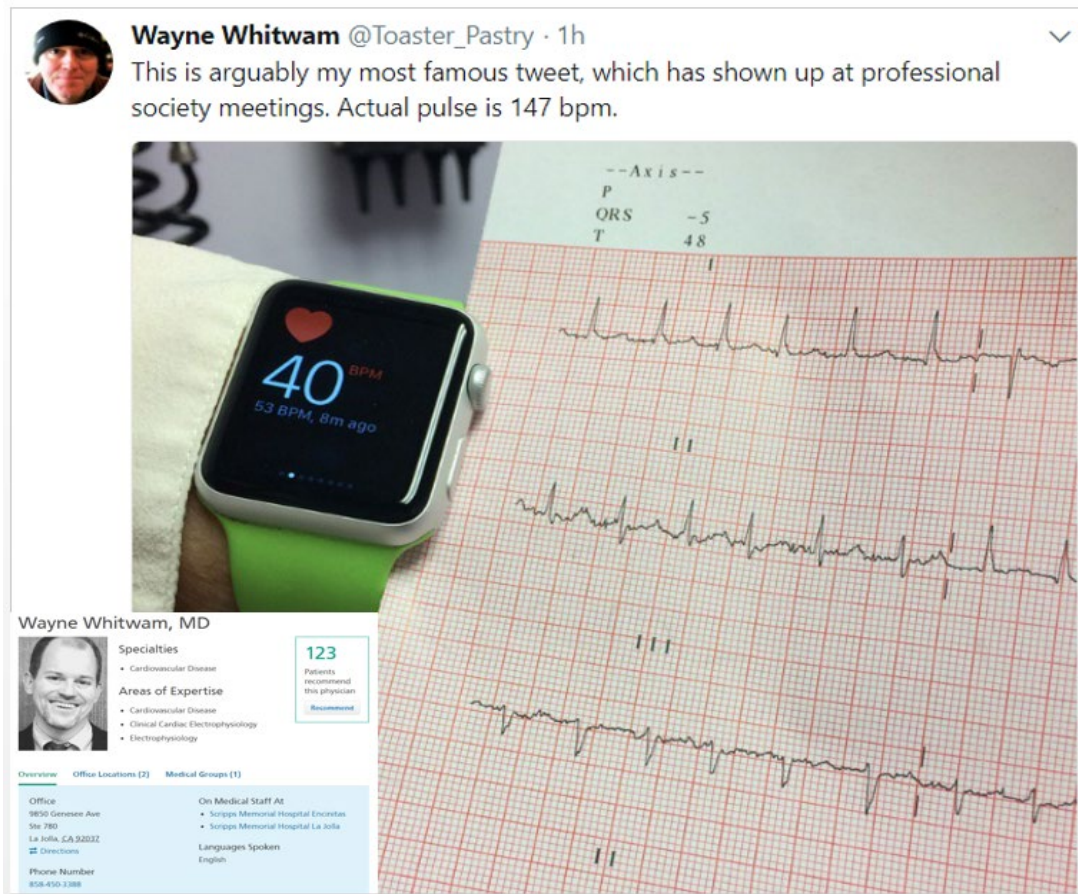 Wayne Whitwam @Toaster_Pastry · 1h
This is arguably my most famous tweet, which has shown up at professional
society meetings. Actual pulse is 147 bpm.
--Axis--
P
QRS -5
T 48
I
40 BPM
53 BPM, 8m ago
II
III
II
Wayne Whitwam, MD
Specialties
• Cardiovascular Disease
Areas of Expertise
• Cardiovascular Disease
• Clinical Cardiac Electrophysiology
• Electrophysiology
123
Patients
recommend
this physician
Recommend
Overview Office Locations (2) Medical Groups (1)
Office
9850 Genesee Ave
Ste 780
La Jolla, CA 92037
Directions
Phone Number
858-450-3388
On Medical Staff At
• Scripps Memorial Hospital Encinitas
• Scripps Memorial Hospital La Jolla
Languages Spoken
English